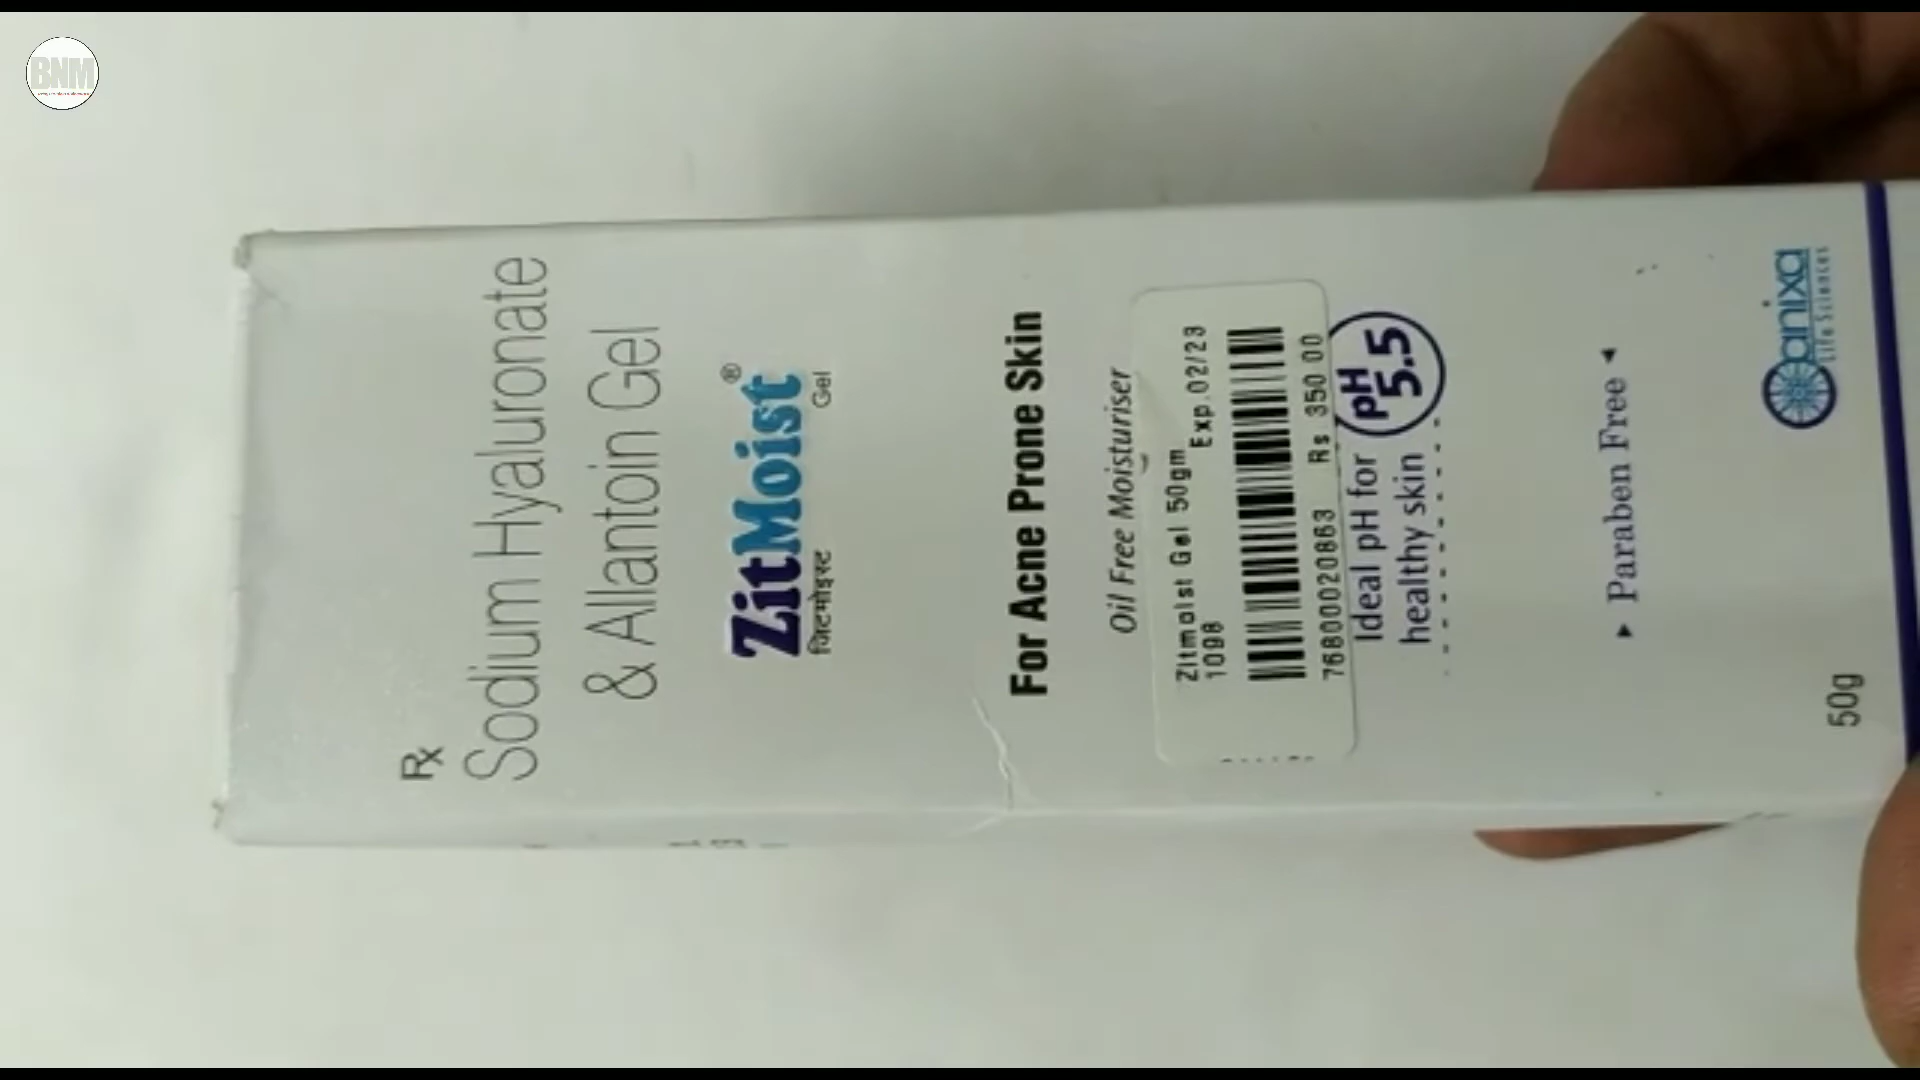 BNM
Rx
Sodium Hyaluronate
& Allantoin Gel
ZitMoist®
जिटमोइस्ट Gel
For Acne Prone Skin
Oil Free Moisturiser
Zitmoist Gel 50gm
1098 Exp.02/23
768000020863 Rs 350.00
Ideal pH for
healthy skin
pH
5.5
Paraben Free
50g
anixa
Life Sciences